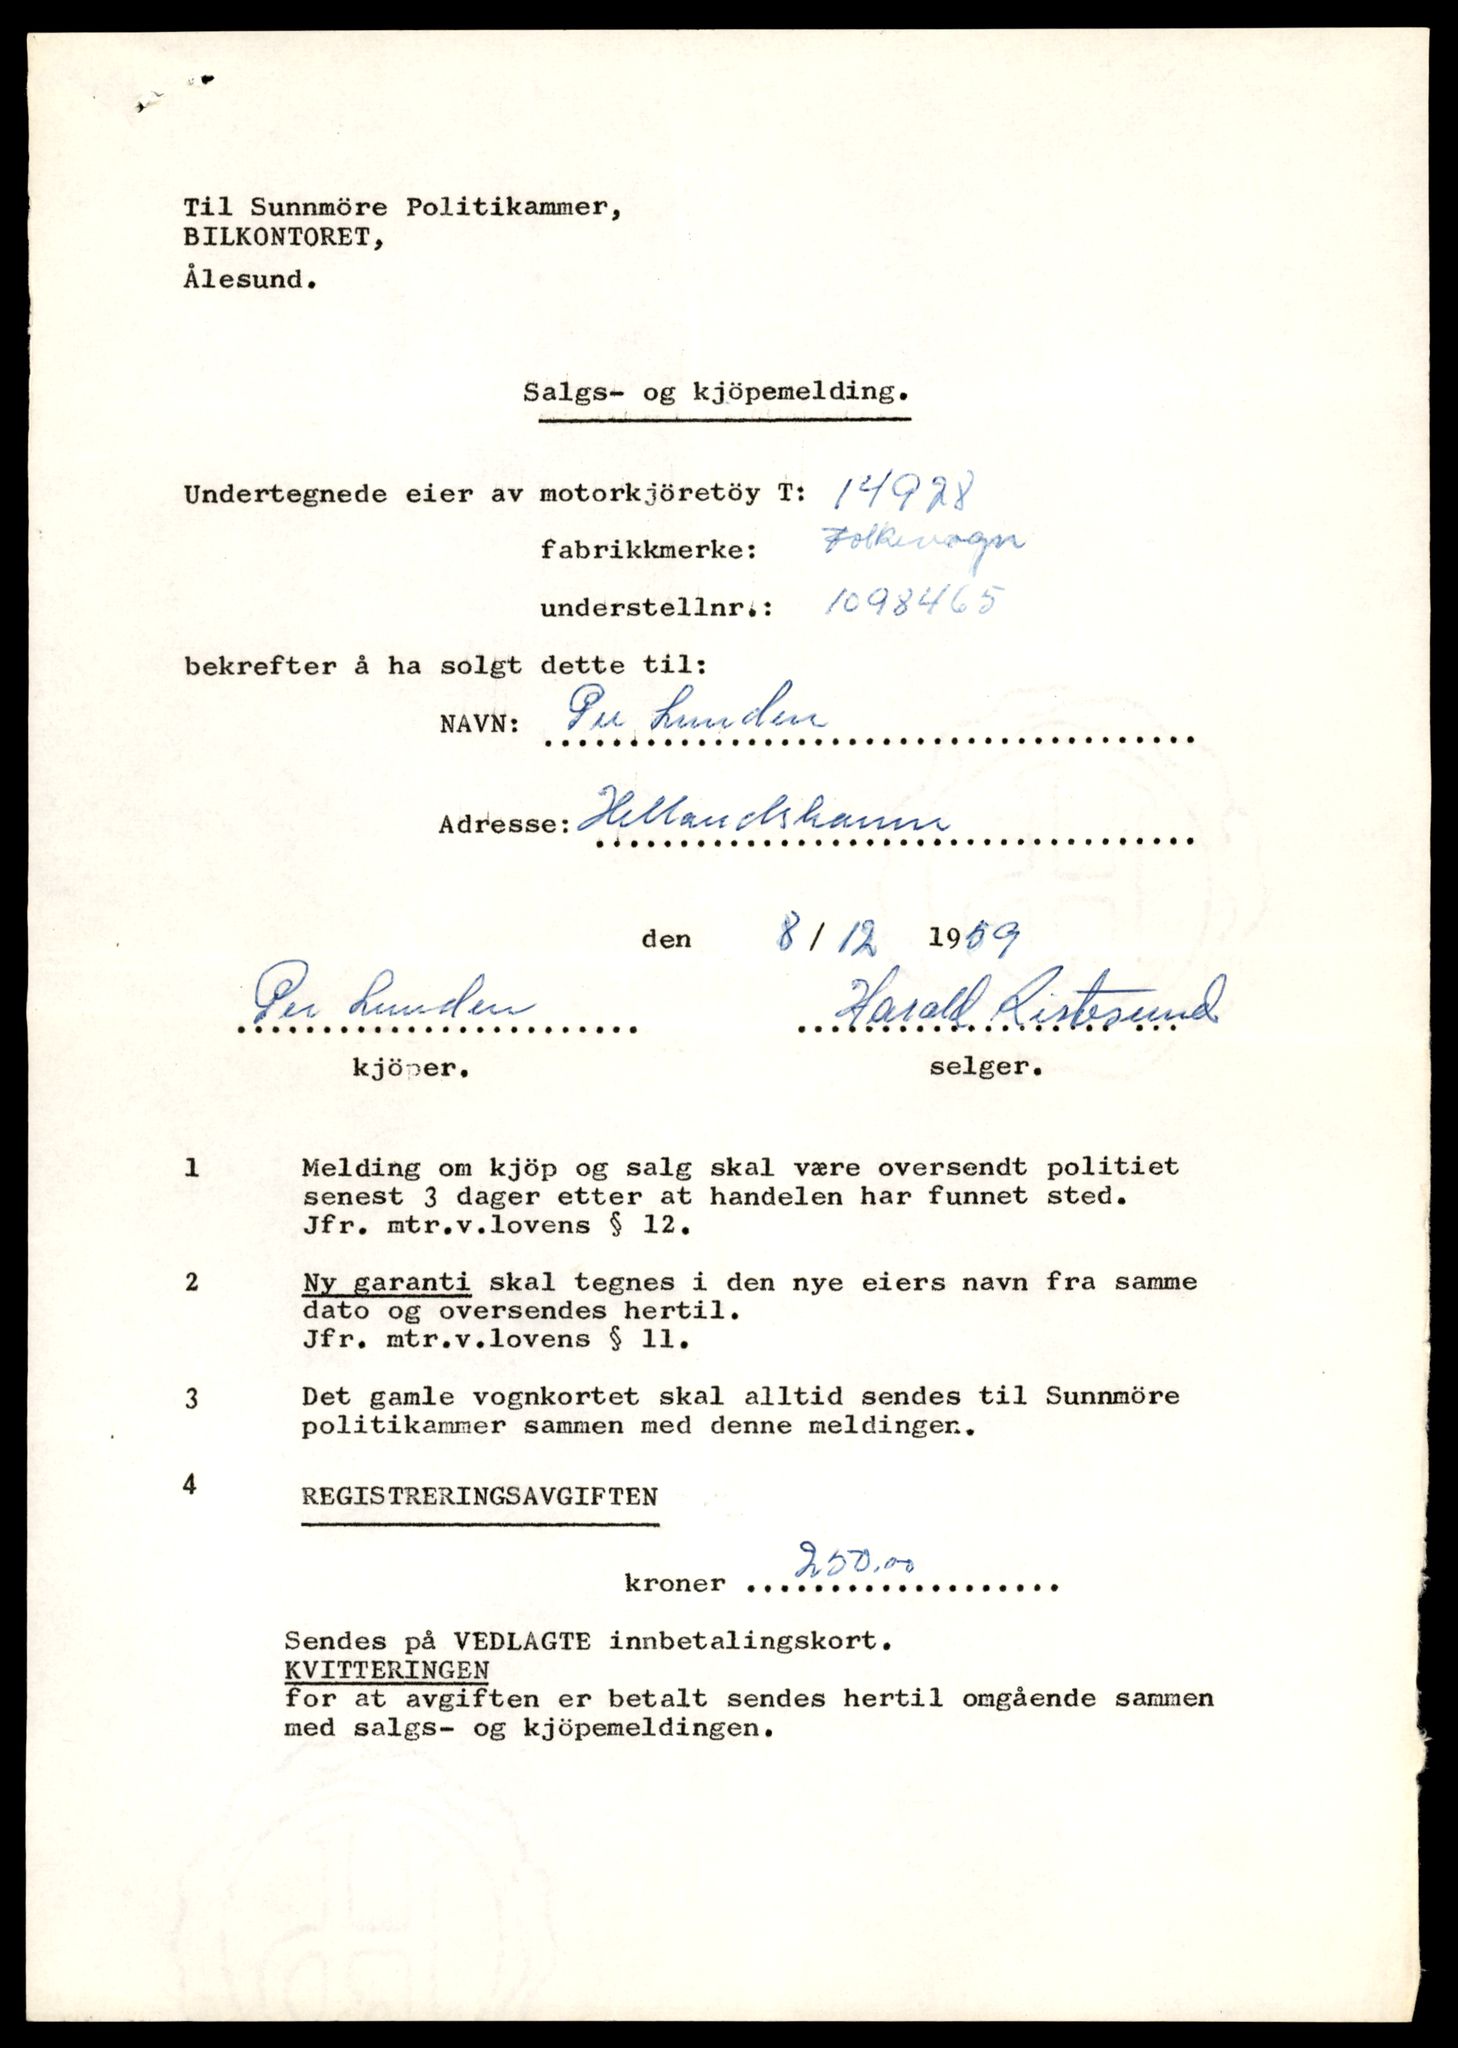 Til Sunnmöre Politikammer,
BILKONTORET,
Ålesund.
Salgs- og kjöpemelding.
Undertegnede eier av motorkjöretöy T: 14928
fabrikkmerke: Folkevogn
understellnr.: 1098465
bekrefter å ha solgt dette til:
NAVN: Per Lunden
Adresse: Hellandshamn
den 8/12 1959
Per Lunden Harald Ristesund
kjöper. selger.
1 Melding om kjöp og salg skal være oversendt politiet
senest 3 dager etter at handelen har funnet sted.
Jfr. mtr.v.lovens § 12.
2 Ny garanti skal tegnes i den nye eiers navn fra samme
dato og oversendes hertil.
Jfr. mtr.v.lovens § 11.
3 Det gamle vognkortet skal alltid sendes til Sunnmöre
politikammer sammen med denne meldingen.
4 REGISTRERINGSAVGIFTEN
kroner 250.00
Sendes på VEDLAGTE innbetalingskort.
KVITTERINGEN
for at avgiften er betalt sendes hertil omgående sammen
med salgs- og kjöpemeldingen.